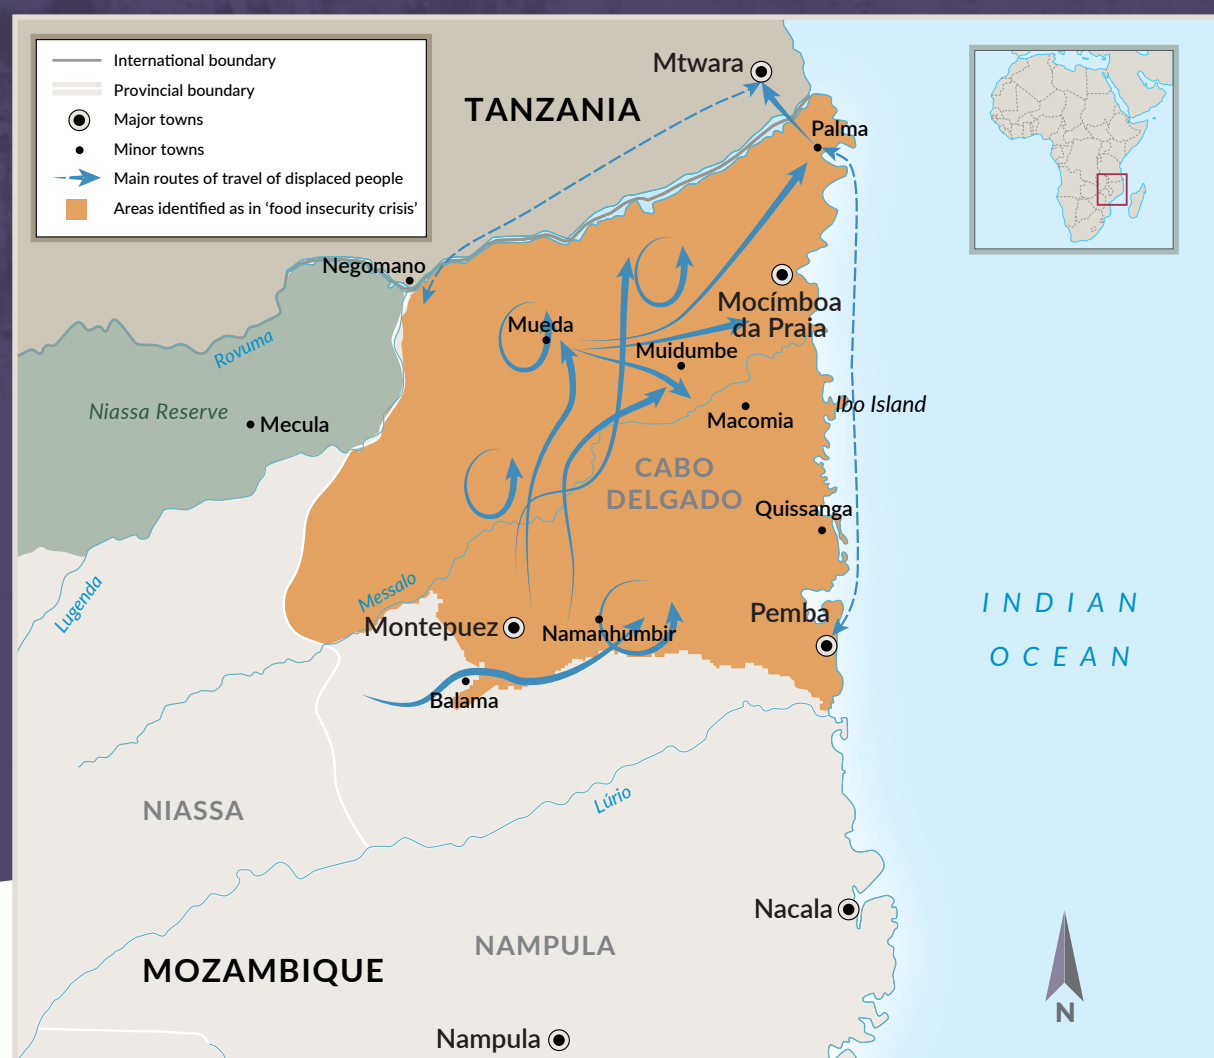 International boundary
Provincial boundary
Major towns
Minor towns
Main routes of travel of displaced people
Areas identified as in ‘food insecurity crisis’
Mtwara
TANZANIA
Palma
Negomano
Mocímboa
da Praia
Mueda
Muidumbe
Rovuma
Niassa Reserve
Mecula
Ibo Island
Macomia
CABO
DELGADO
Quissanga
Messalo
Lugenda
Pemba
Montepuez
Namanhumbir
INDIAN
OCEAN
Balama
NIASSA
Lúrio
Nacala
NAMPULA
MOZAMBIQUE
N
Nampula